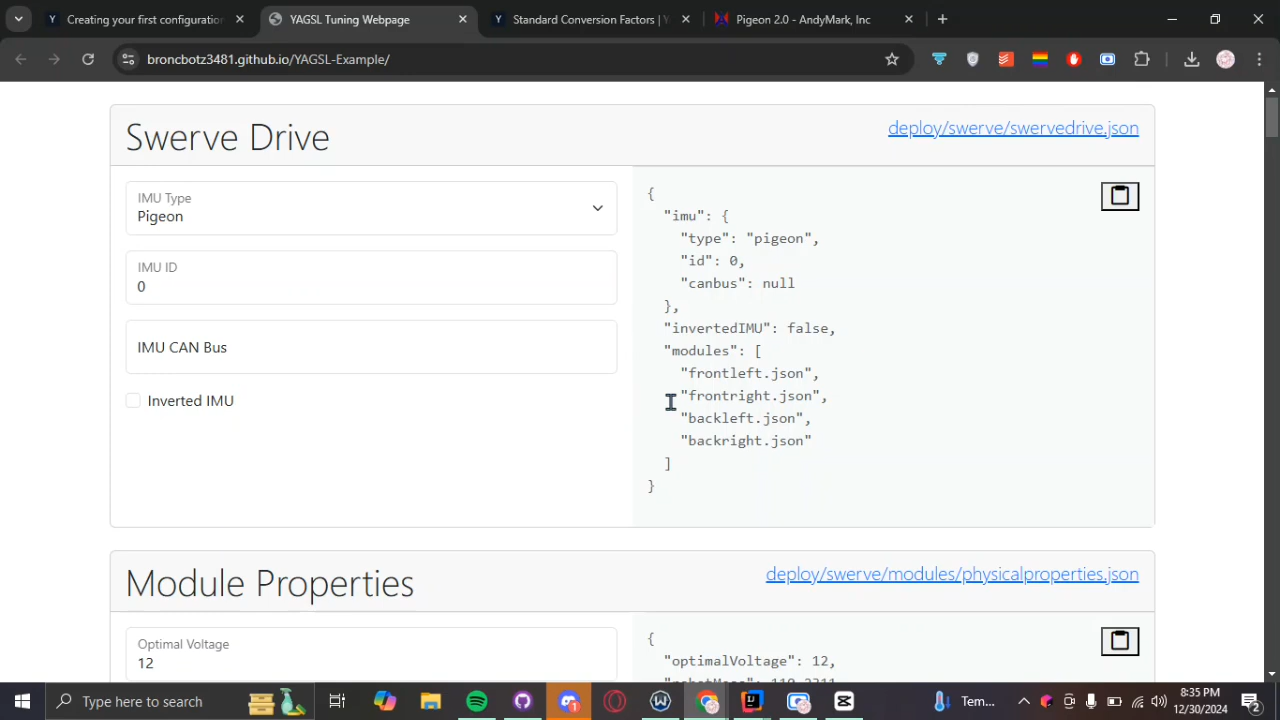 Creating your first configuration
YAGSL Tuning Webpage
Standard Conversion Factors |
Pigeon 2.0 - AndyMark, Inc
broncbotz3481.github.io/YAGSL-Example/
Swerve Drive
deploy/swerve/swervedrive.json
IMU Type
Pigeon
IMU ID
0
IMU CAN Bus
Inverted IMU
{
"imu": {
"type": "pigeon",
"id": 0,
"canbus": null
},
"invertedIMU": false,
"modules": [
"frontleft.json",
"frontright.json",
"backleft.json",
"backright.json"
]
}
Module Properties
deploy/swerve/modules/physicalproperties.json
Optimal Voltage
12
{
"optimalVoltage": 12,
Type here to search
Tem...
8:35 PM
12/30/2024
2